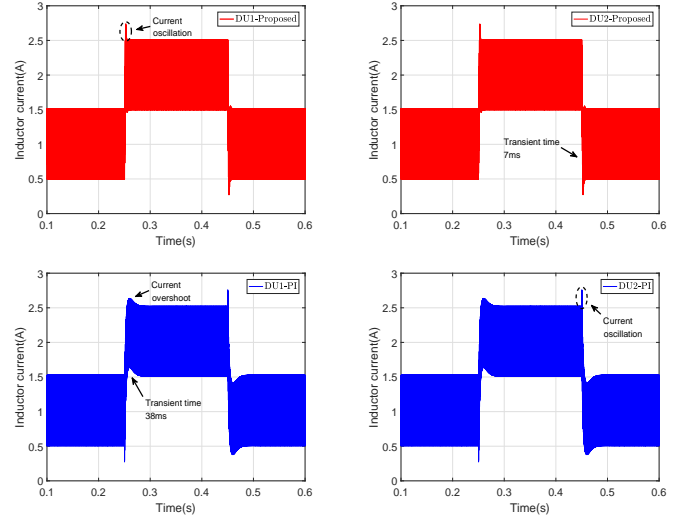 DU1-Proposed
Current
oscillation
Inductor current(A)
3
2.5
2
1.5
1
0.5
0
0.1 0.2 0.3 0.4 0.5 0.6
Time(s)
DU2-Proposed
Transient time
7ms
Inductor current(A)
3
2.5
2
1.5
1
0.5
0
0.1 0.2 0.3 0.4 0.5 0.6
Time(s)
DU1-PI
Current
overshoot
Transient time
38ms
Inductor current(A)
3
2.5
2
1.5
1
0.5
0
0.1 0.2 0.3 0.4 0.5 0.6
Time(s)
DU2-PI
Current
oscillation
Inductor current(A)
3
2.5
2
1.5
1
0.5
0
0.1 0.2 0.3 0.4 0.5 0.6
Time(s)